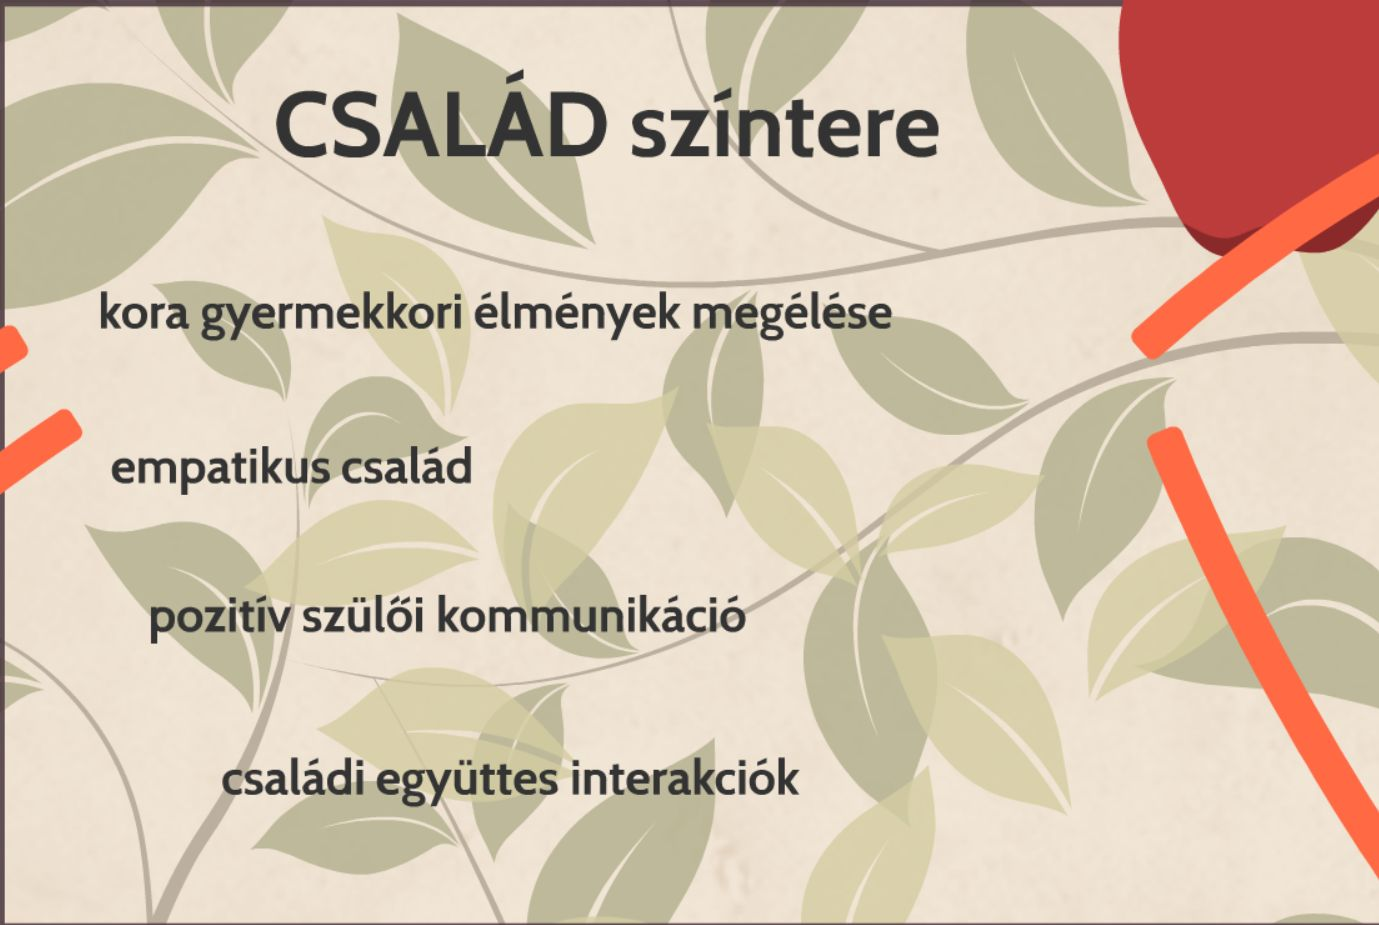 CSALÁD színtere
kora gyermekkori élmények megélése
empatikus család
pozitív szülői kommunikáció
családi együttes interakciók